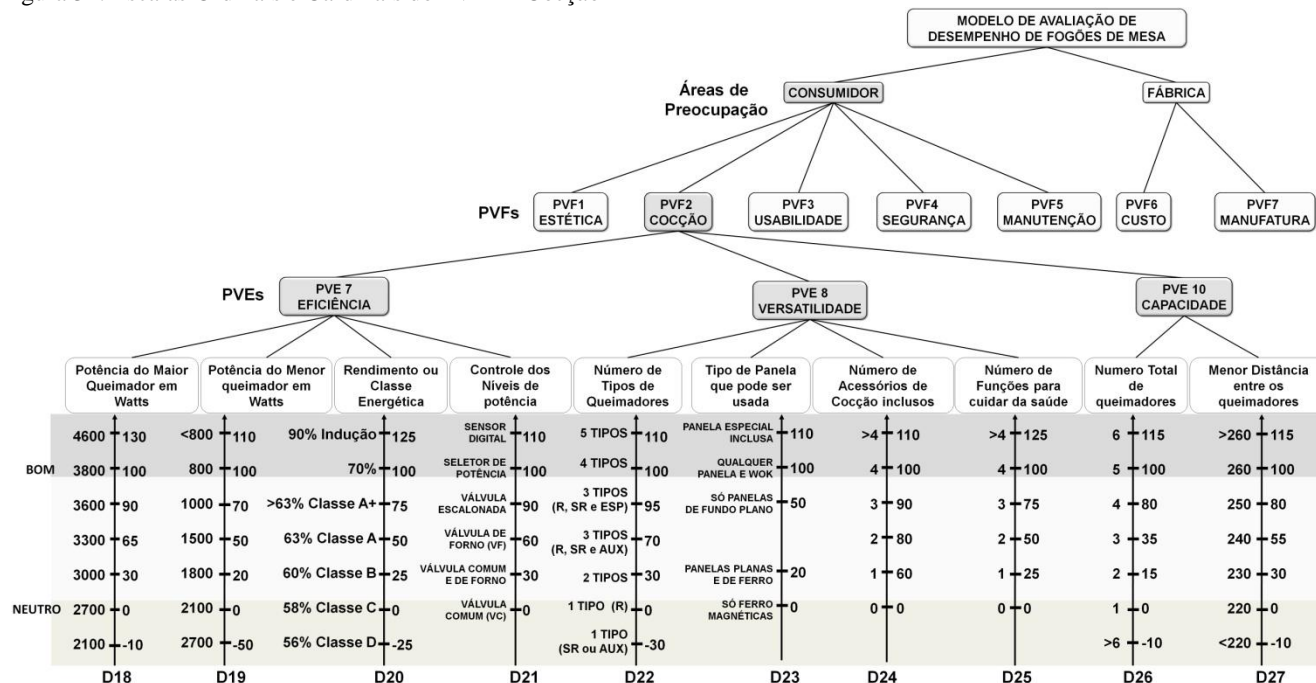 MODELO DE AVALIAÇÃO DE
DESEMPENHO DE FOGÕES DE MESA
Áreas de
Preocupação
CONSUMIDOR
FÁBRICA
PVFs
PVF1
ESTÉTICA
PVF2
COCÇÃO
PVF3
USABILIDADE
PVF4
SEGURANÇA
PVF5
MANUTENÇÃO
PVF6
CUSTO
PVF7
MANUFATURA
PVEs
PVE 7
EFICIÊNCIA
PVE 8
VERSATILIDADE
PVE 10
CAPACIDADE
Potência do Maior
Queimador em
Watts
Potência do Menor
queimador em
Watts
Rendimento ou
Classe
Energética
Controle dos
Níveis de
potência
Número de
Tipos de
Queimadores
Tipo de Panela
que pode ser
usada
Número de
Acessórios de
Cocção inclusos
Número de
Funções para
cuidar da saúde
Numero Total
de
queimadores
Menor Distância
entre os
queimadores
BOM
NEUTRO
4600 130
3800 100
3600 90
3300 65
3000 30
2700 0
2100 -10
D18
<800 110
800 100
1000 70
1500 50
1800 20
2100 0
2700 -50
D19
90% Indução 125
70% 100
>63% Classe A+ 75
63% Classe A 50
60% Classe B 25
58% Classe C 0
56% Classe D -25
D20
SENSOR
DIGITAL 110
SELETOR DE
POTÊNCIA 100
VÁLVULA
ESCALONADA 90
VÁLVULA DE
FORNO (VF) 60
VÁLVULA COMUM
E DE FORNO 30
VÁLVULA
COMUM (VC) 0
D21
5 TIPOS 110
4 TIPOS 100
3 TIPOS
(R, SR e ESP) 95
3 TIPOS
(R, SR e AUX) 70
2 TIPOS 30
1 TIPO (R) 0
1 TIPO
(SR ou AUX) -30
D22
PANELA ESPECIAL
INCLUSA 110
QUALQUER
PANELA E WOK 100
SÓ PANELAS
DE FUNDO PLANO 50
PANELAS PLANAS
E DE FERRO 20
SÓ FERRO
MAGNÉTICAS 0
D23
>4 110
4 100
3 90
2 80
1 60
0 0
D24
>4 125
4 100
3 75
2 50
1 25
0 0
D25
6 115
5 100
4 80
3 35
2 15
1 0
>6 -10
D26
>260 115
260 100
250 80
240 55
230 30
220 0
<220 -10
D27